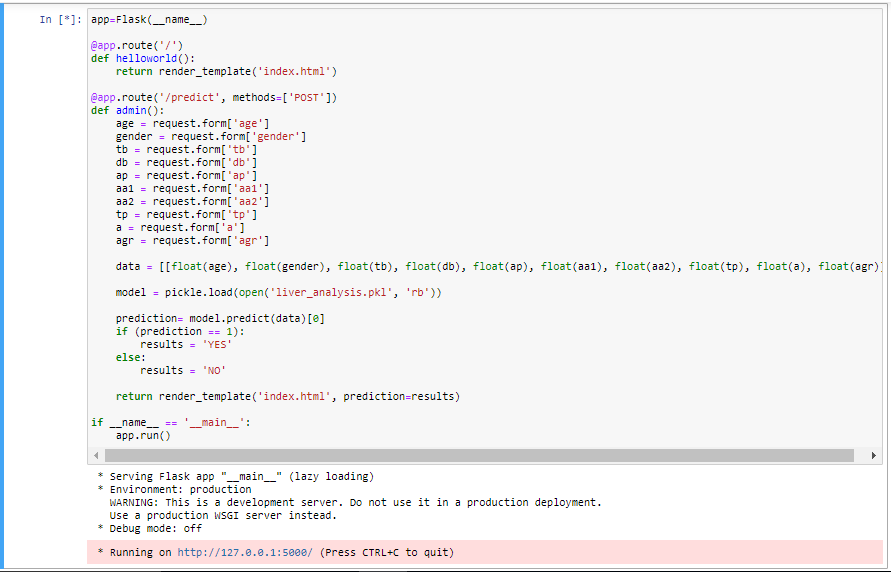 In [*]: app=Flask(__name__)
@app.route('/')
def helloworld():
    return render_template('index.html')
@app.route('/predict', methods=['POST'])
def admin():
    age = request.form['age']
    gender = request.form['gender']
    tb = request.form['tb']
    db = request.form['db']
    ap = request.form['ap']
    aa1 = request.form['aa1']
    aa2 = request.form['aa2']
    tp = request.form['tp']
    a = request.form['a']
    agr = request.form['agr']
    data = [[float(age), float(gender), float(tb), float(db), float(ap), float(aa1), float(aa2), float(tp), float(a), float(agr)]
    model = pickle.load(open('liver_analysis.pkl', 'rb'))
    prediction= model.predict(data)[0]
    if (prediction == 1):
        results = 'YES'
    else:
        results = 'NO'
    return render_template('index.html', prediction=results)
if __name__ == '__main__':
    app.run()
* Serving Flask app "__main__" (lazy loading)
* Environment: production
  WARNING: This is a development server. Do not use it in a production deployment.
  Use a production WSGI server instead.
* Debug mode: off
* Running on http://127.0.0.1:5000/ (Press CTRL+C to quit)